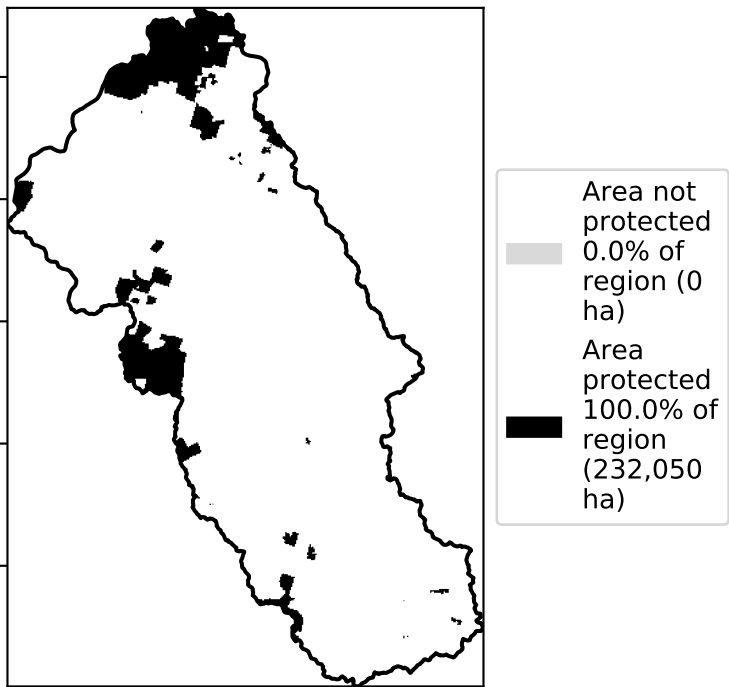 Area not
protected
0.0% of
region (0
ha)
Area
protected
100.0% of
region
(232,050
ha)